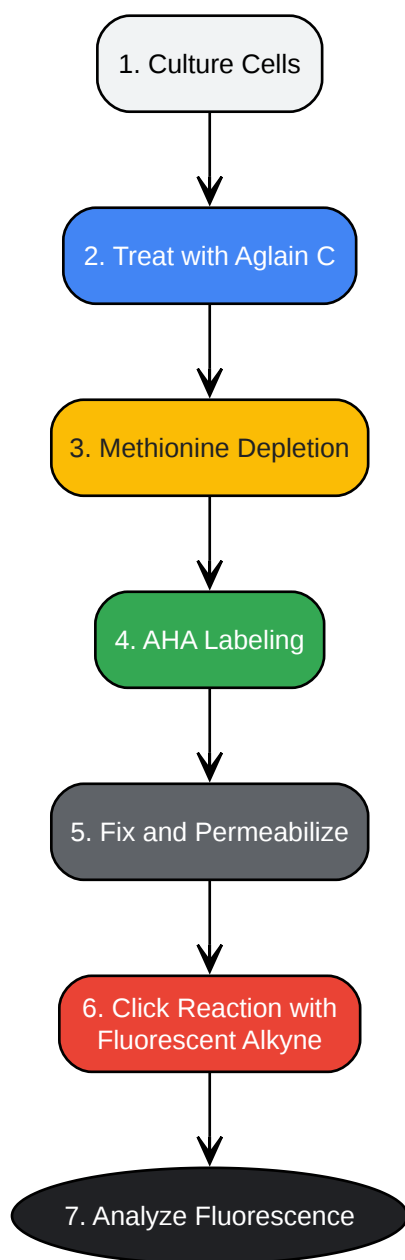 1. Culture Cells
2. Treat with Aglain C
3. Methionine Depletion
4. AHA Labeling
5. Fix and Permeabilize
6. Click Reaction with
Fluorescent Alkyne
7. Analyze Fluorescence